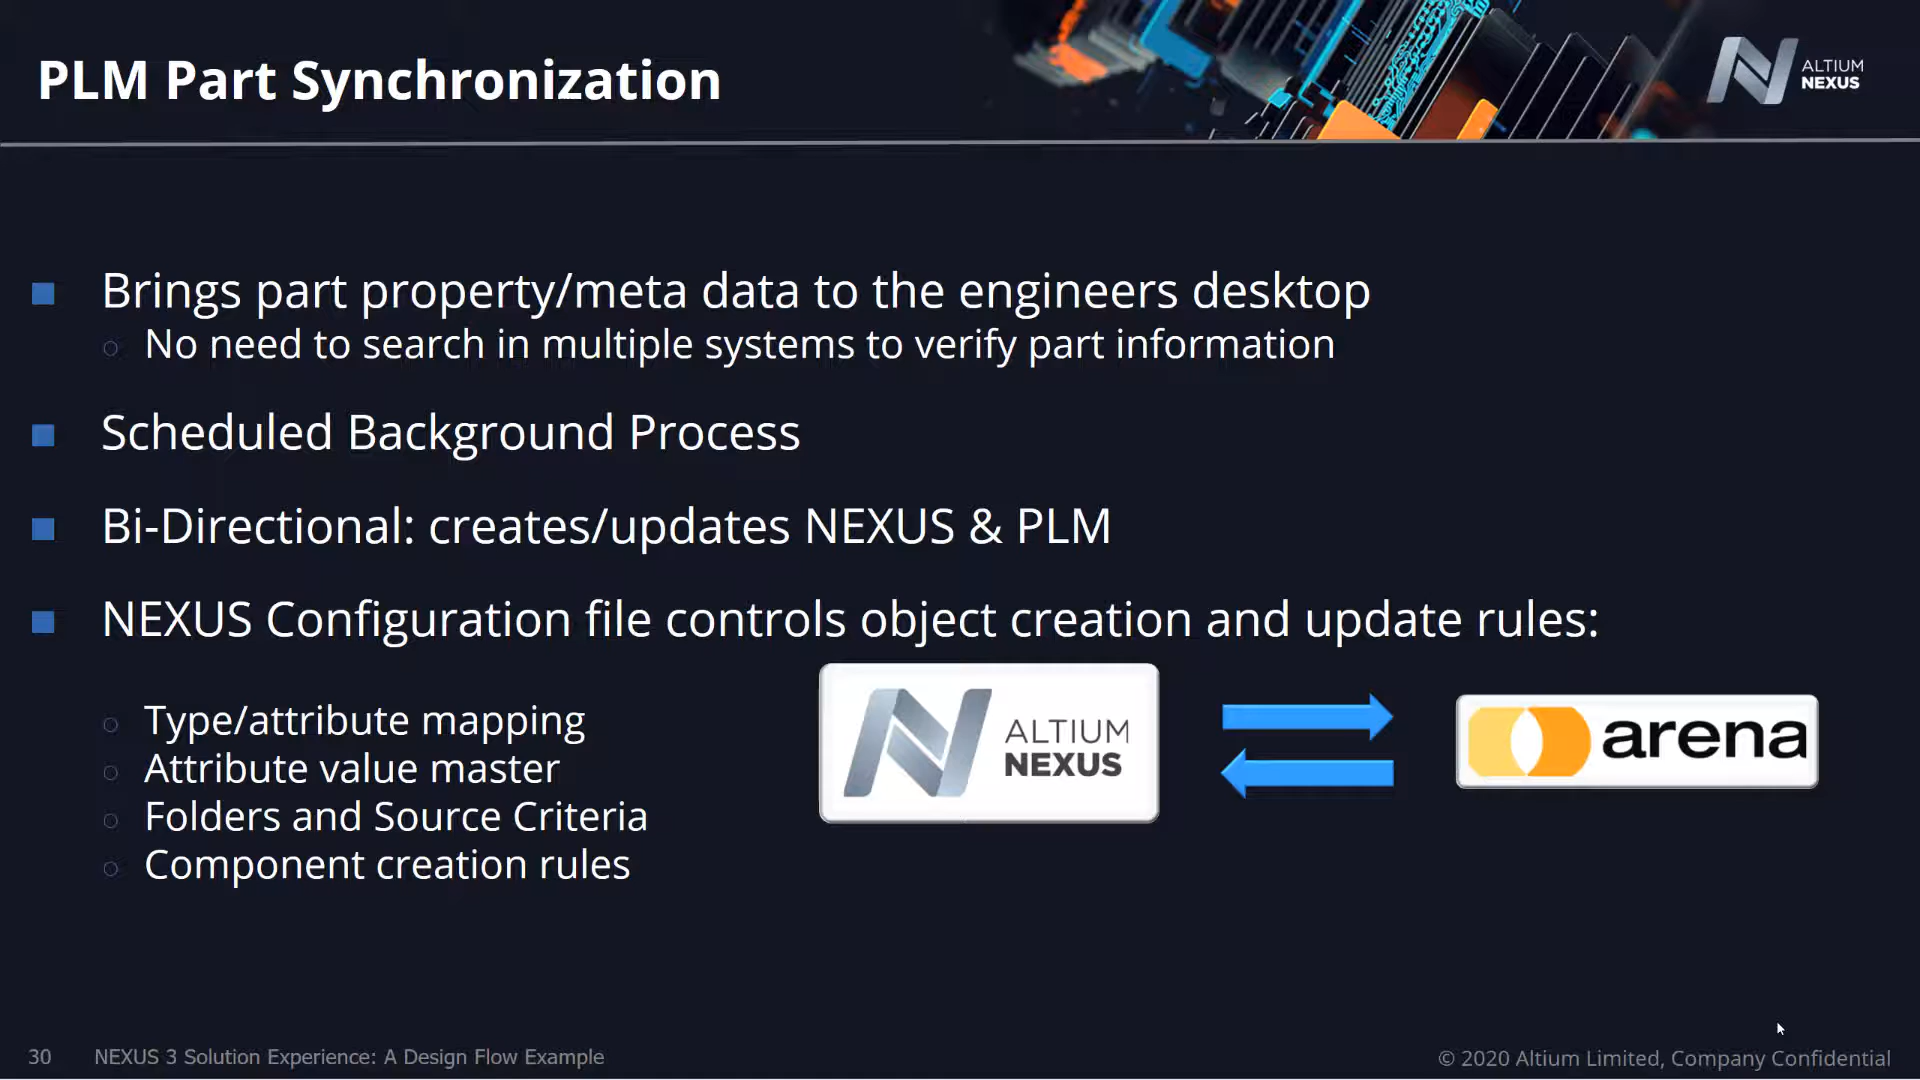 PLM Part Synchronization
ALTIUM
NEXUS
Brings part property/meta data to the engineers desktop
No need to search in multiple systems to verify part information
Scheduled Background Process
Bi-Directional: creates/updates NEXUS & PLM
NEXUS Configuration file controls object creation and update rules:
Type/attribute mapping
Attribute value master
Folders and Source Criteria
Component creation rules
ALTIUM
NEXUS
arena
30 NEXUS 3 Solution Experience: A Design Flow Example
© 2020 Altium Limited, Company Confidential